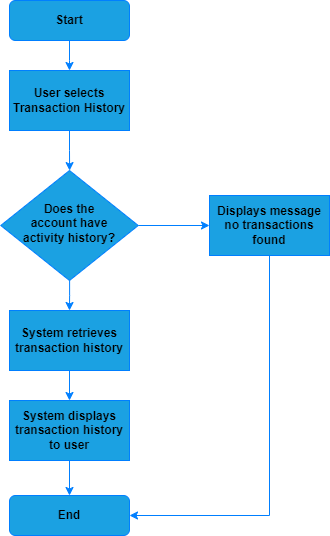 Start
User selects
Transaction History
Does the
account have
activity history?
Displays message
no transactions
found
System retrieves
transaction history
System displays
transaction history
to user
End